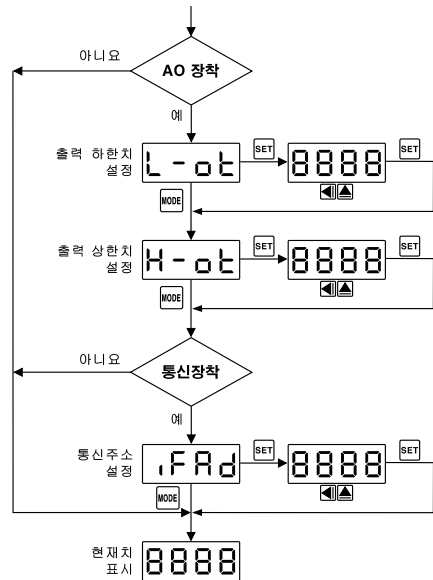 아니요
AO 장착
예
출력 하한치
설정
L-ot
SET
8888
SET
MODE
출력 상한치
설정
H-ot
SET
8888
SET
MODE
아니요
통신장착
예
통신주소
설정
iFAd
SET
8888
SET
MODE
현재치
표시
8888